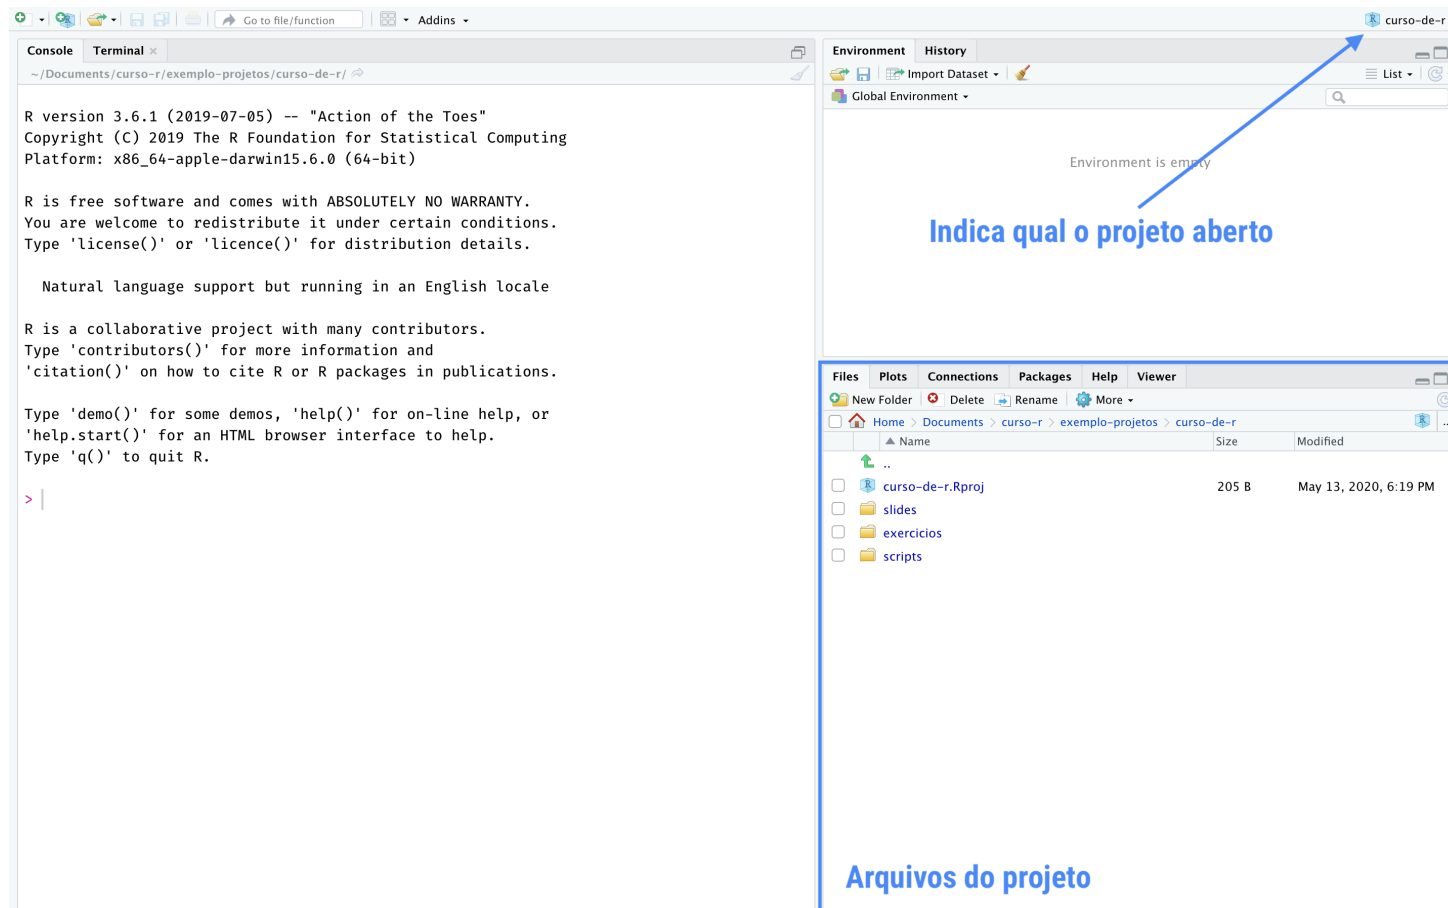 Go to file/function
Addins
curso-de-r
Console Terminal
~/Documents/curso-r/exemplo-projetos/curso-de-r/
R version 3.6.1 (2019-07-05) -- "Action of the Toes"
Copyright (C) 2019 The R Foundation for Statistical Computing
Platform: x86_64-apple-darwin15.6.0 (64-bit)
R is free software and comes with ABSOLUTELY NO WARRANTY.
You are welcome to redistribute it under certain conditions.
Type 'license()' or 'licence()' for distribution details.
Natural language support but running in an English locale
R is a collaborative project with many contributors.
Type 'contributors()' for more information and
'citation()' on how to cite R or R packages in publications.
Type 'demo()' for some demos, 'help()' for on-line help, or
'help.start()' for an HTML browser interface to help.
Type 'q()' to quit R.
>
Environment History
Import Dataset List
Global Environment
Environment is empty
Indica qual o projeto aberto
Files Plots Connections Packages Help Viewer
New Folder Delete Rename More
Home > Documents > curso-r > exemplo-projetos > curso-de-r ..
Name Size Modified
..
curso-de-r.Rproj 205 B May 13, 2020, 6:19 PM
slides
exercicios
scripts
Arquivos do projeto